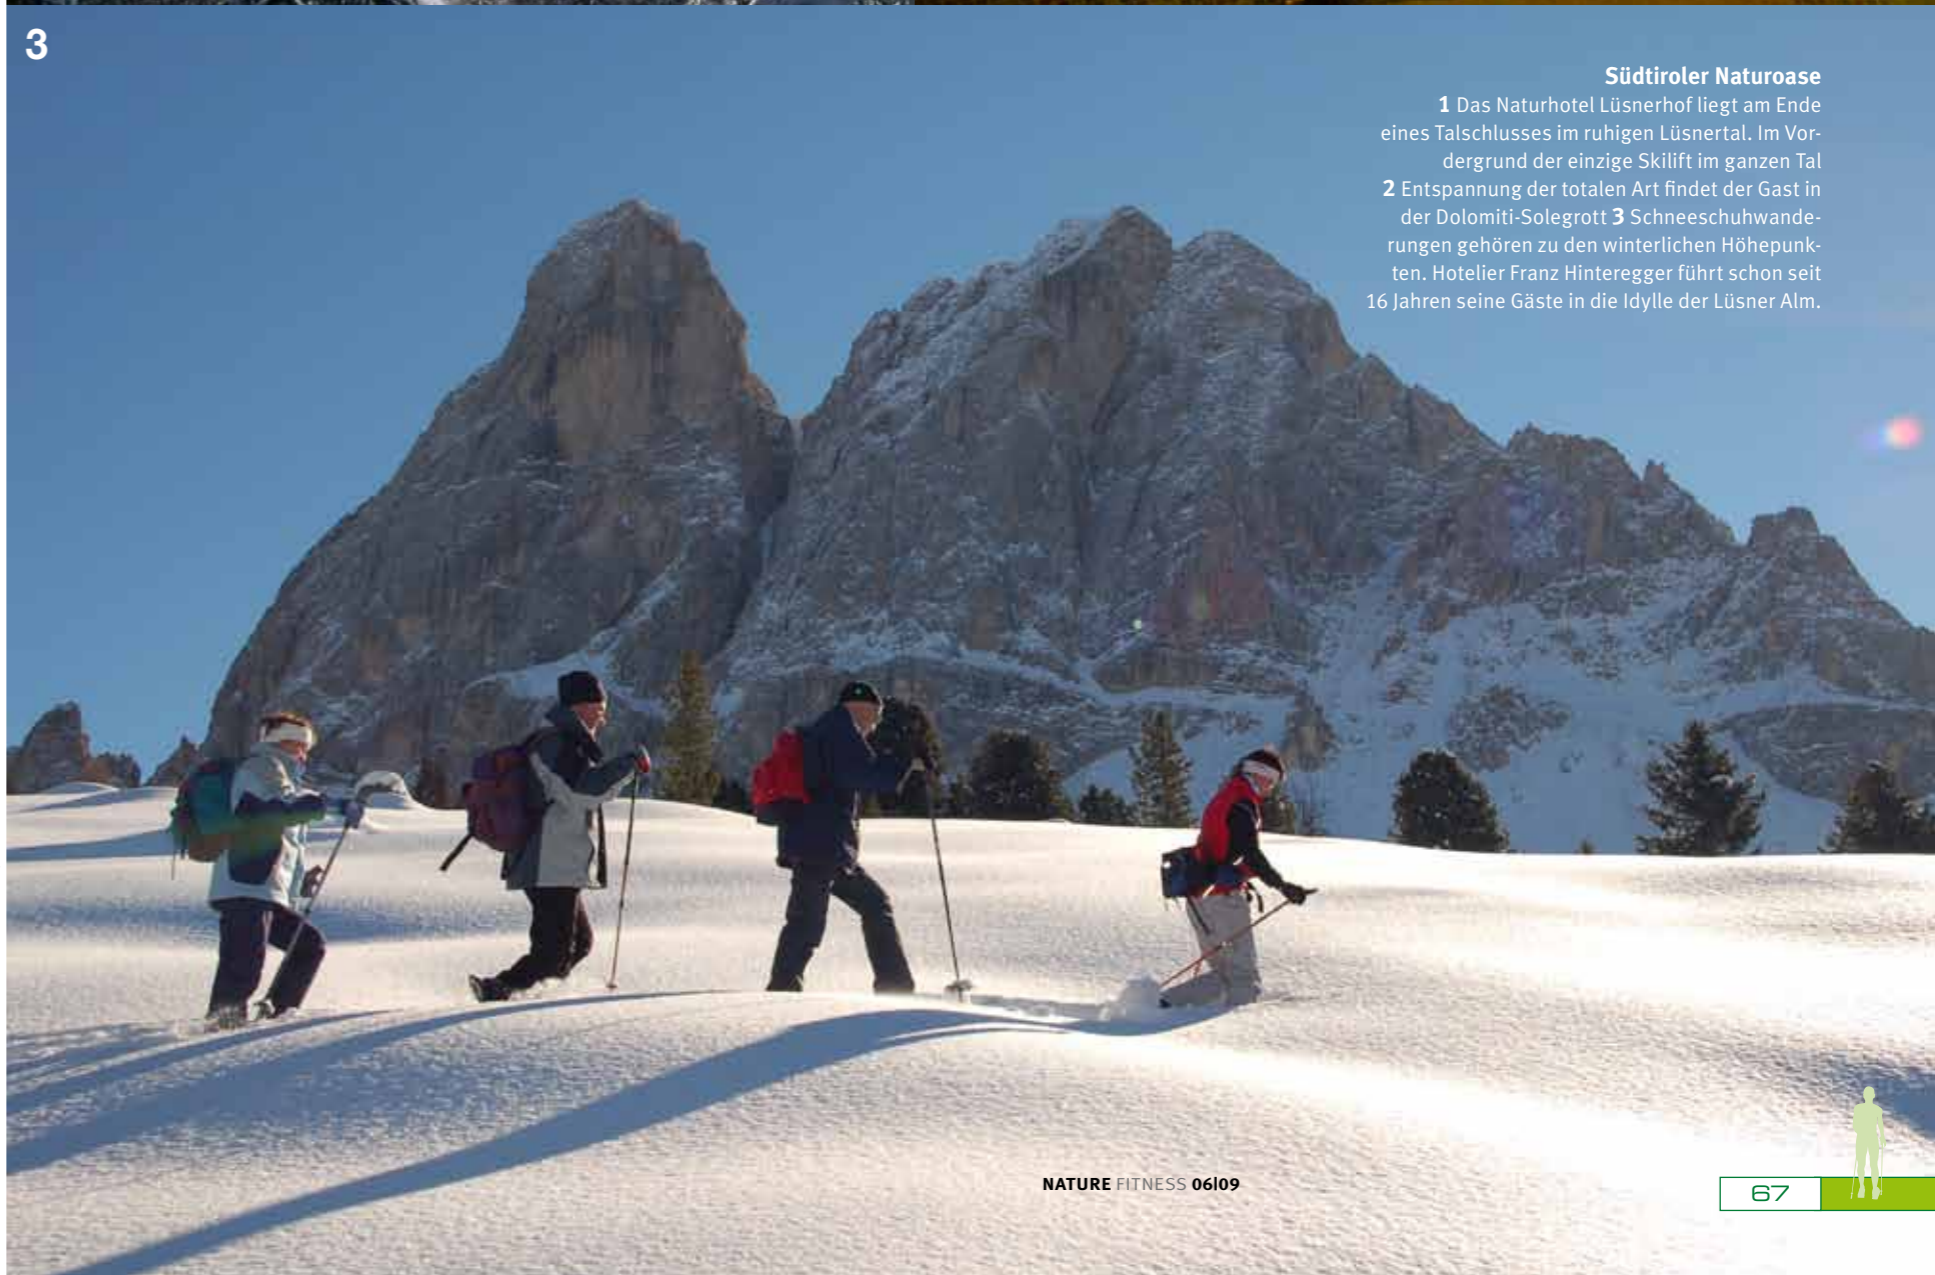 3
Südtiroler Naturoase
1 Das Naturhotel Lüsnerhof liegt am Ende
eines Talschlusses im ruhigen Lüsnertal. Im Vor-
dergrund der einzige Skilift im ganzen Tal
2 Entspannung der totalen Art findet der Gast in
der Dolomiti-Solegrott 3 Schneeschuhwande-
rungen gehören zu den winterlichen Höhepunk-
ten. Hotelier Franz Hinteregger führt schon seit
16 Jahren seine Gäste in die Idylle der Lüsner Alm.
NATURE FITNESS 06|09
67